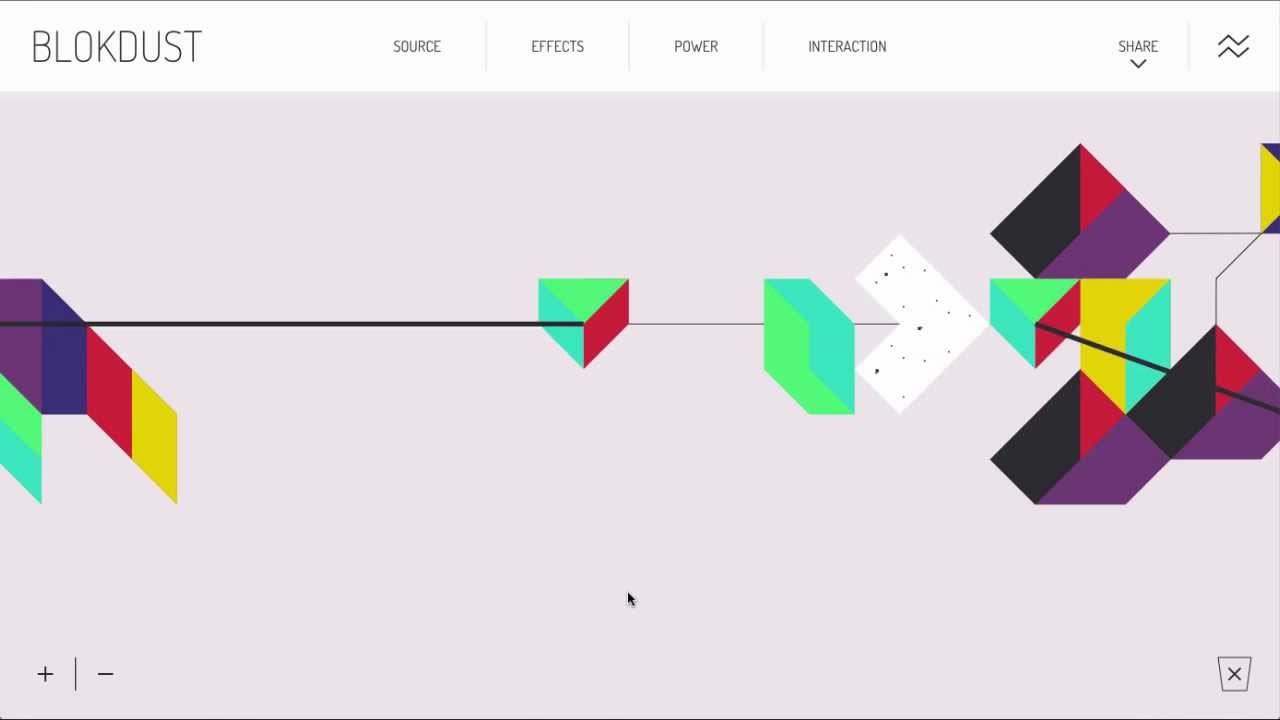 BLOKDUST
SOURCE
EFFECTS
POWER
INTERACTION
SHARE